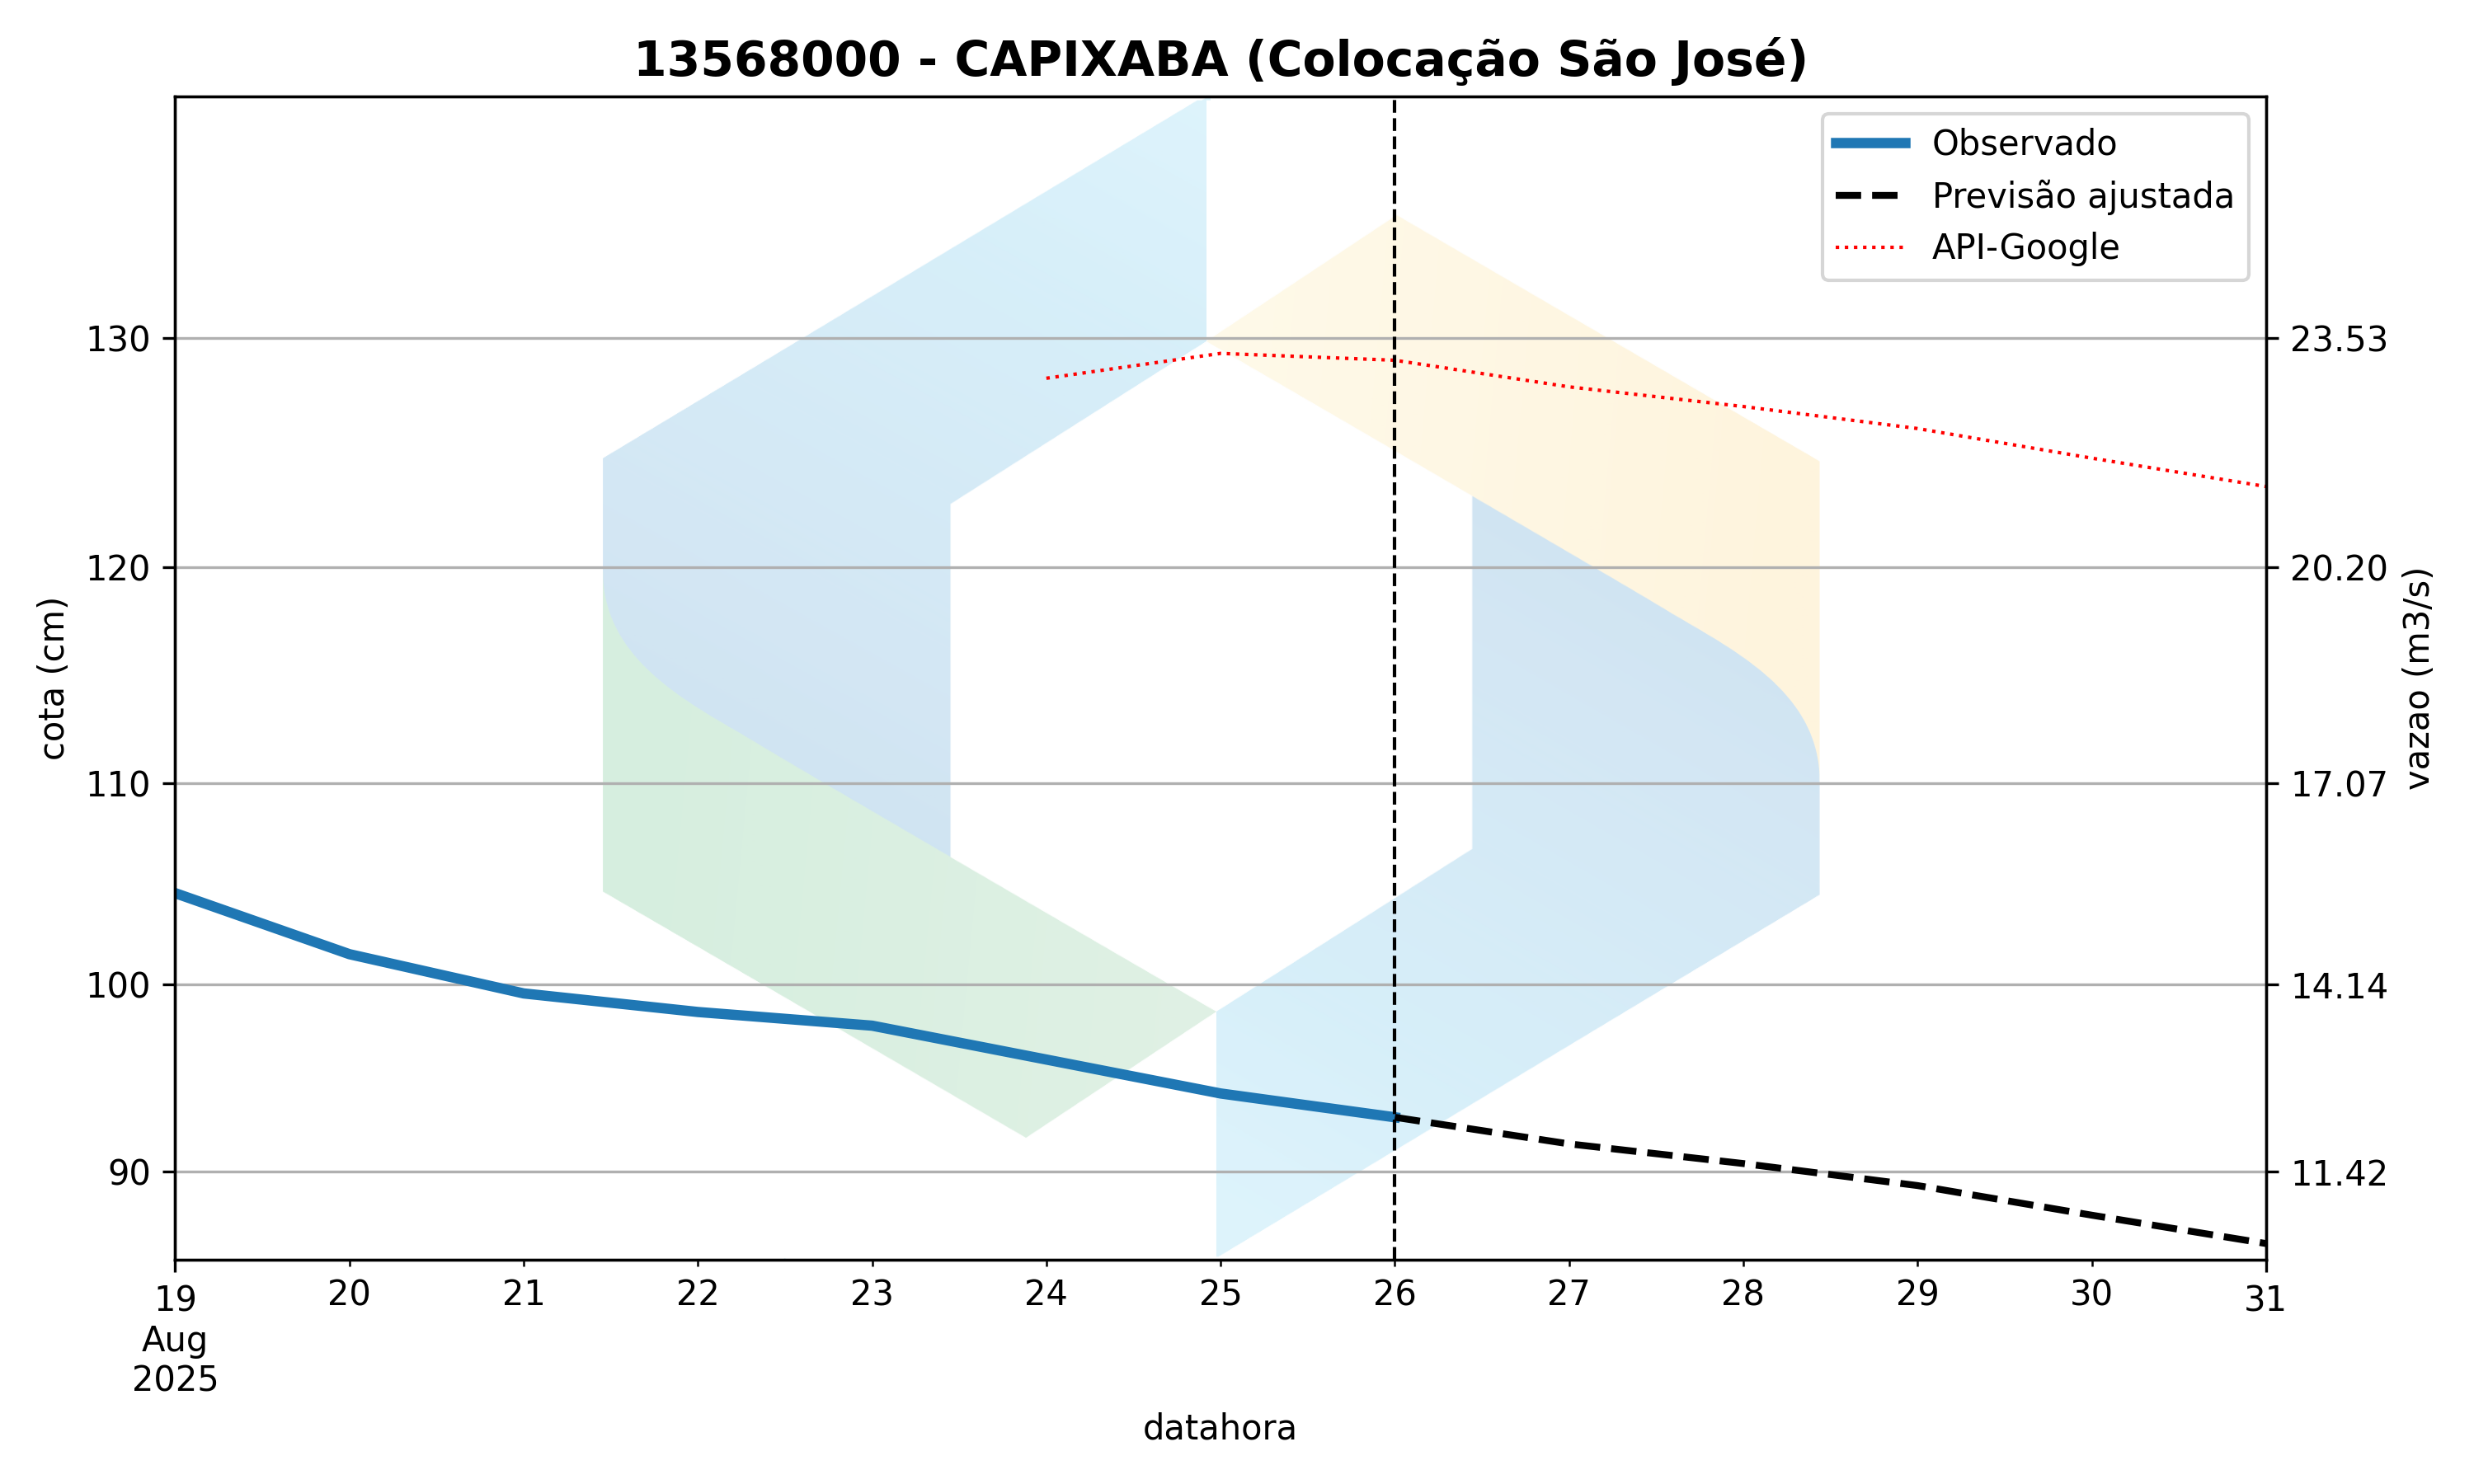 13568000 - CAPIXABA (Colocação São José)
Observado
Previsão ajustada
API-Google
cota (cm)
130
120
110
100
90
23.53
20.20
17.07
14.14
11.42
vazao (m3/s)
19 20 21 22 23 24 25 26 27 28 29 30 31
Aug
2025
datahora